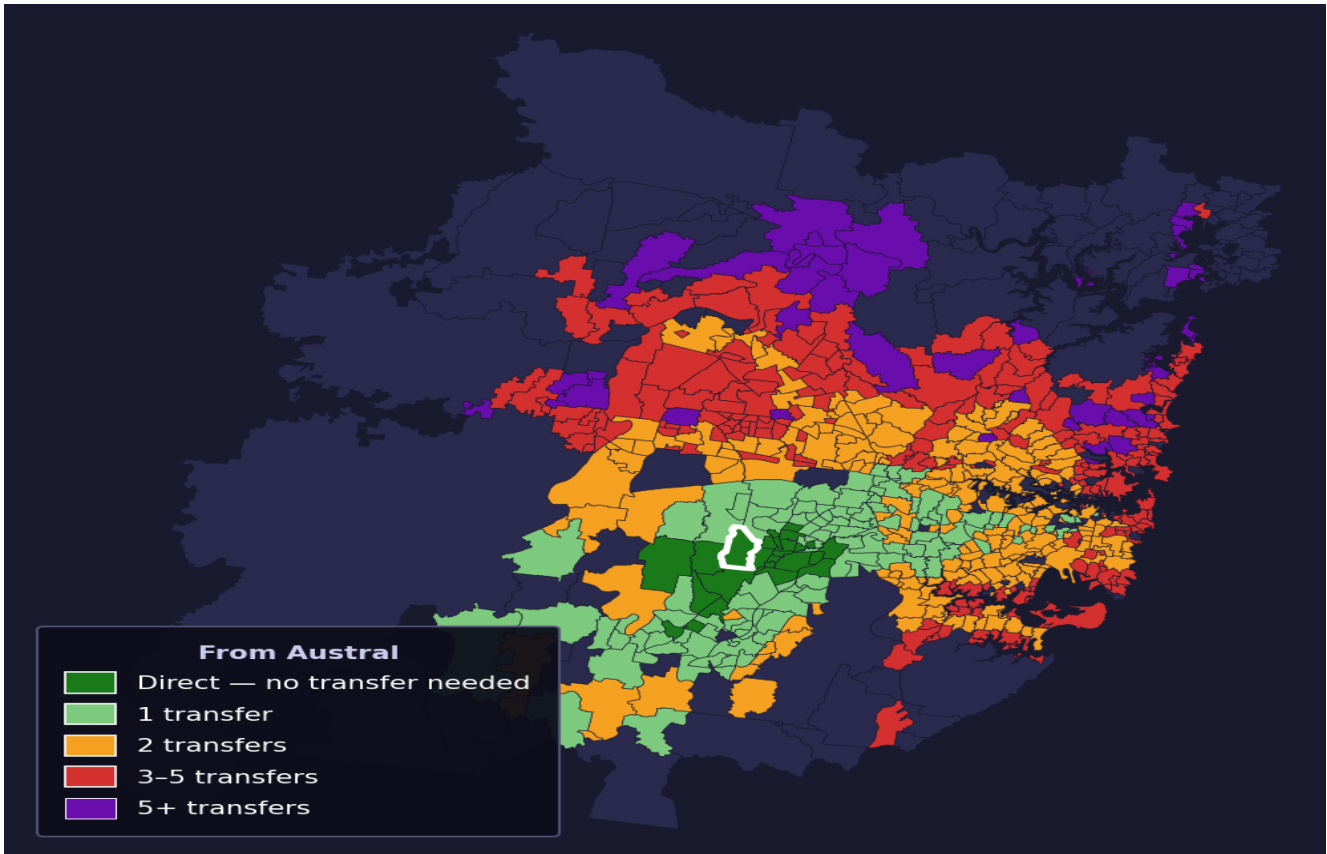 From Austral
Direct — no transfer needed
1 transfer
2 transfers
3–5 transfers
5+ transfers